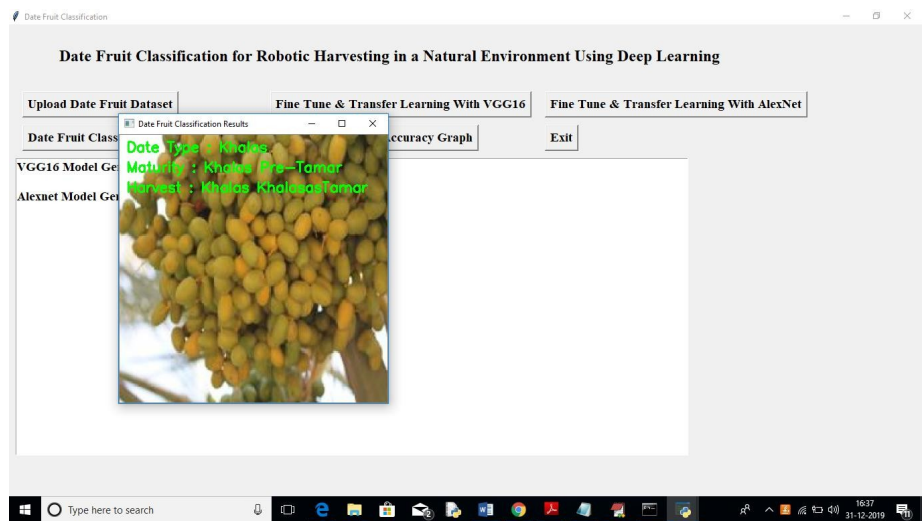 Date Fruit Classification
Date Fruit Classification for Robotic Harvesting in a Natural Environment Using Deep Learning
Upload Date Fruit Dataset
Fine Tune & Transfer Learning With VGG16
Fine Tune & Transfer Learning With AlexNet
Date Fruit Class
ccuracy Graph
Exit
VGG16 Model Ge
Alexnet Model Ge
Date Fruit Classification Results
Date Type : Khalas
Maturity : Khalas Pre-Tamar
Harvest : Khalas KhalasasTamar
Type here to search
16:37
31-12-2019